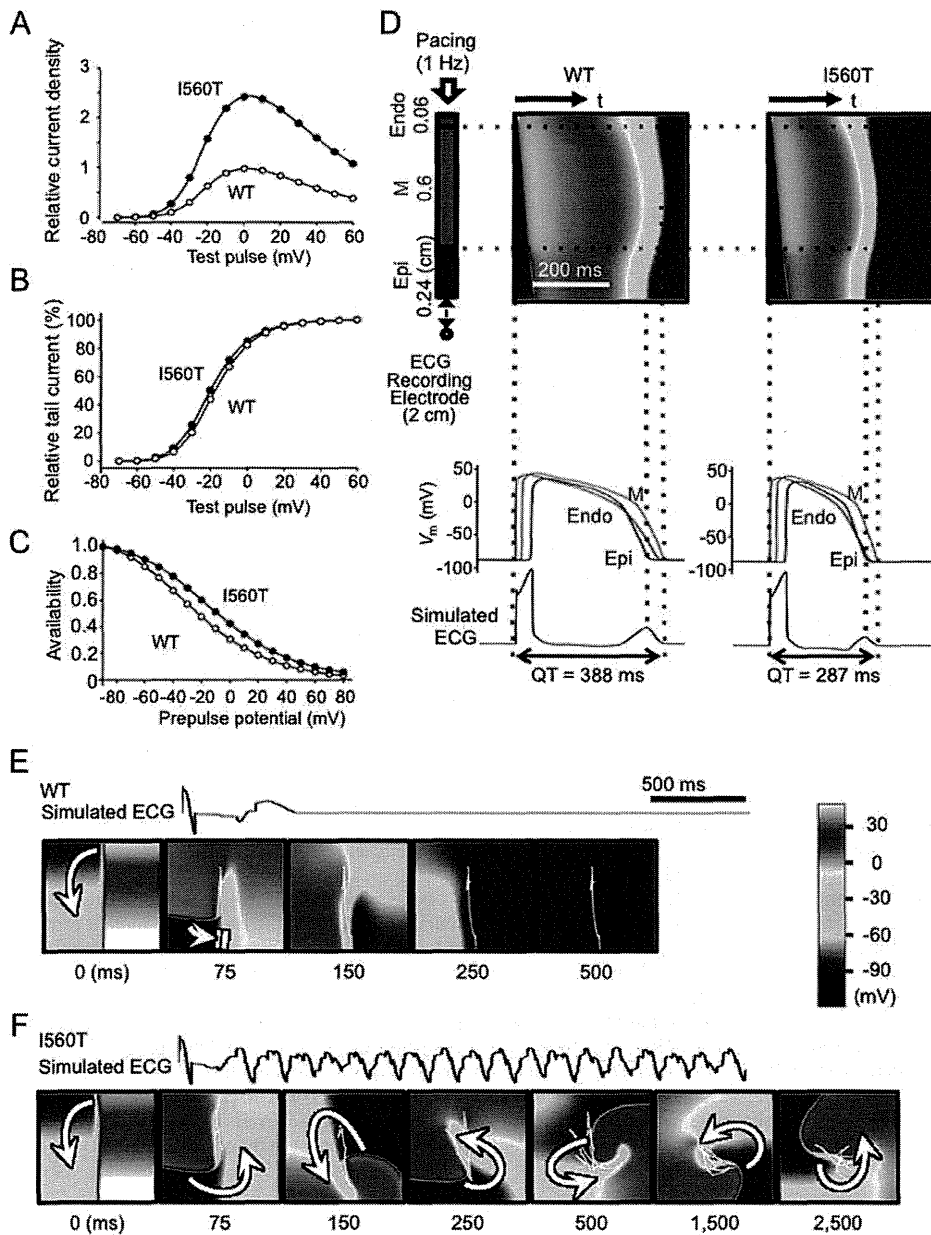 A
Relative current density
3
2
1
0
I560T
WT
-80 -60 -40 -20 0 20 40 60
Test pulse (mV)
B
Relative tail current (%)
100
80
60
40
20
0
I560T
WT
-80 -60 -40 -20 0 20 40 60
Test pulse (mV)
C
Availability
1.0
0.8
0.6
0.4
0.2
0
I560T
WT
-80 -60 -40 -20 0 20 40 60 80
Prepulse potential (mV)
D
Pacing
(1 Hz)
WT
t
I560T
t
Endo
0.06
M
0.6
Epi
0.24 (cm)
200 ms
ECG
Recording
Electrode
(2 cm)
Vm (mV)
50
0
-50
-100
M
Endo
Epi
50
0
-50
-100
M
Endo
Epi
Simulated
ECG
QT = 388 ms
QT = 287 ms
E
WT
Simulated ECG
500 ms
0 (ms) 75 150 250 500
30
0
-30
-60
-90
(mV)
F
I560T
Simulated ECG
0 (ms) 75 150 250 500 1,500 2,500